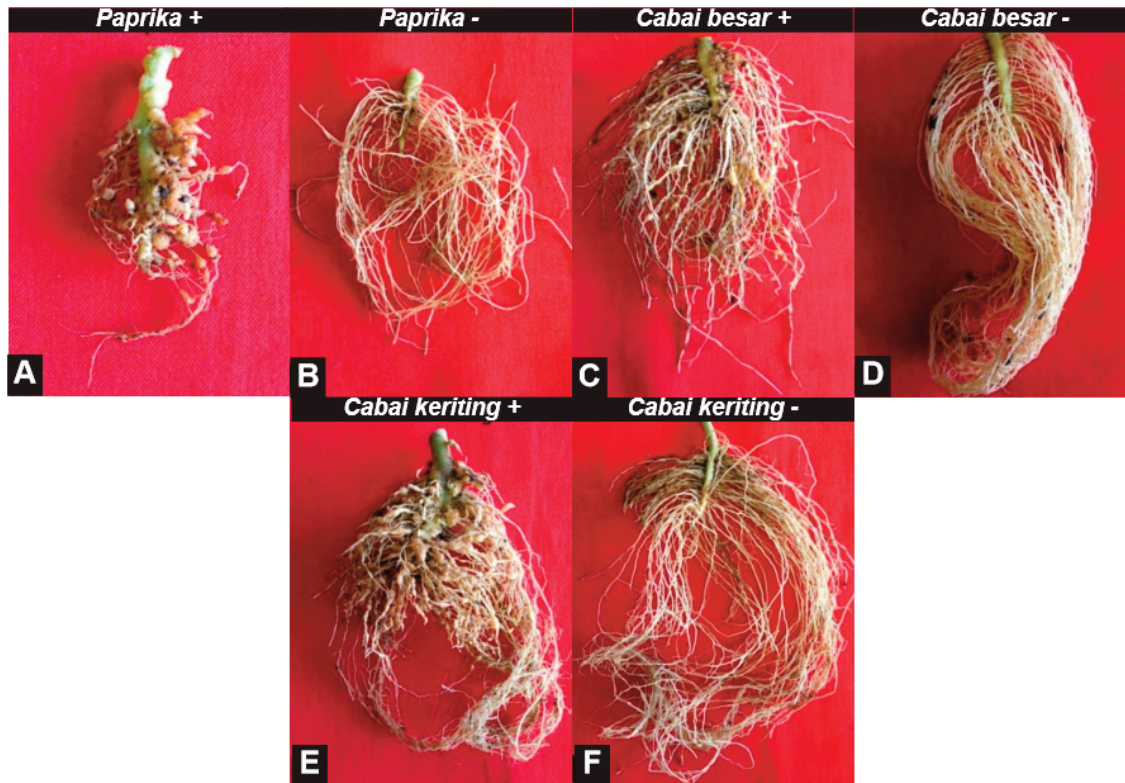 Paprika +
Paprika -
Cabai besar +
Cabai besar -
A
B
C
D
Cabai keriting +
Cabai keriting -
E
F